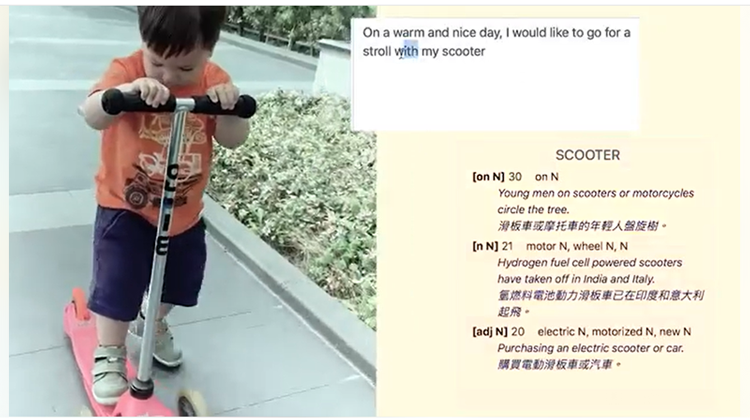 On a warm and nice day, I would like to go for a
stroll with my scooter
SCOOTER
[on N] 30 on N
Young men on scooters or motorcycles
circle the tree.
滑板車或摩托車的年輕人盤旋樹。
[n N] 21 motor N, wheel N, N
Hydrogen fuel cell powered scooters
have taken off in India and Italy.
氫燃料電池動力滑板車已在印度和意大利
起飛。
[adj N] 20 electric N, motorized N, new N
Purchasing an electric scooter or car.
購買電動滑板車或汽車。